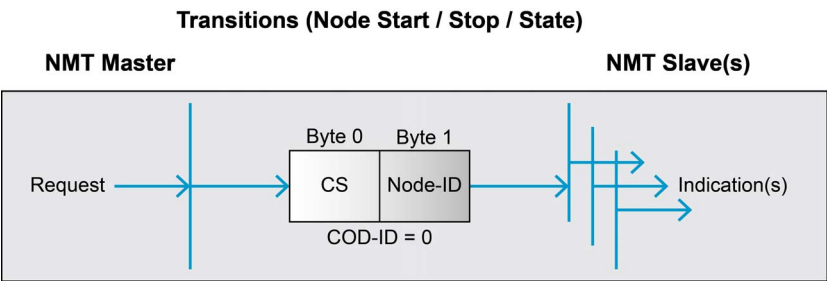 Transitions (Node Start / Stop / State)
NMT Master
NMT Slave(s)
Byte 0 Byte 1
Request
CS
Node-ID
Indication(s)
COD-ID = 0